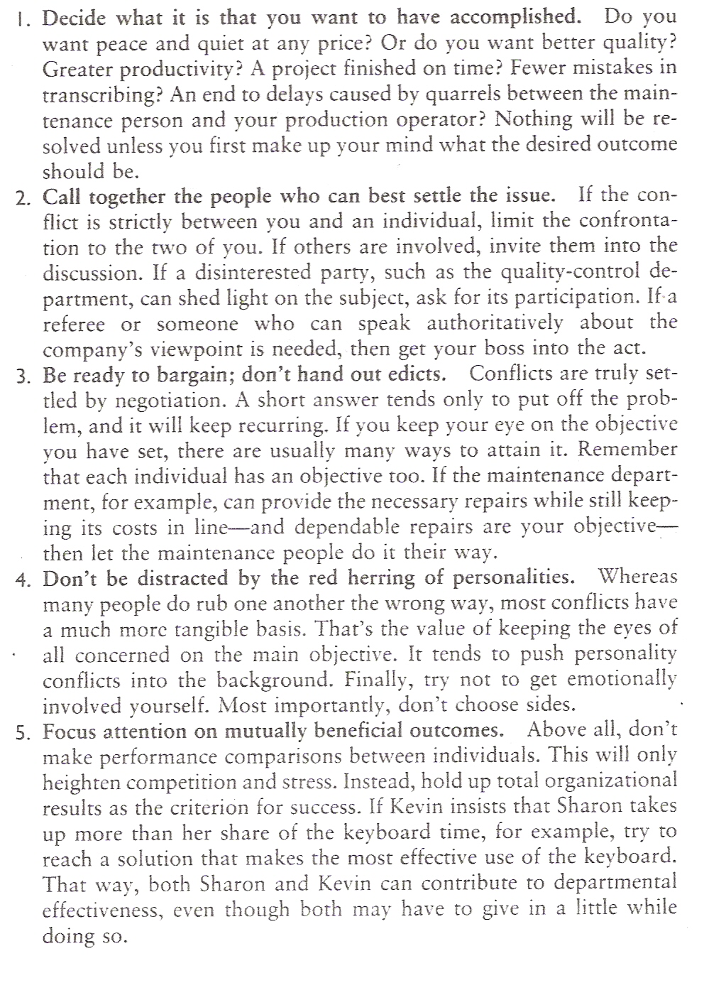 1. Decide what it is that you want to have accomplished. Do you
want peace and quiet at any price? Or do you want better quality?
Greater productivity? A project finished on time? Fewer mistakes in
transcribing? An end to delays caused by quarrels between the main-
tenance person and your production operator? Nothing will be re-
solved unless you first make up your mind what the desired outcome
should be.
2. Call together the people who can best settle the issue. If the con-
flict is strictly between you and an individual, limit the confronta-
tion to the two of you. If others are involved, invite them into the
discussion. If a disinterested party, such as the quality-control de-
partment, can shed light on the subject, ask for its participation. If a
referee or someone who can speak authoritatively about the
company's viewpoint is needed, then get your boss into the act.
3. Be ready to bargain; don't hand out edicts. Conflicts are truly set-
tled by negotiation. A short answer tends only to put off the prob-
lem, and it will keep recurring. If you keep your eye on the objective
you have set, there are usually many ways to attain it. Remember
that each individual has an objective too. If the maintenance depart-
ment, for example, can provide the necessary repairs while still keep-
ing its costs in line—and dependable repairs are your objective—
then let the maintenance people do it their way.
4. Don't be distracted by the red herring of personalities. Whereas
many people do rub one another the wrong way, most conflicts have
a much more tangible basis. That's the value of keeping the eyes of
all concerned on the main objective. It tends to push personality
conflicts into the background. Finally, try not to get emotionally
involved yourself. Most importantly, don't choose sides.
5. Focus attention on mutually beneficial outcomes. Above all, don't
make performance comparisons between individuals. This will only
heighten competition and stress. Instead, hold up total organizational
results as the criterion for success. If Kevin insists that Sharon takes
up more than her share of the keyboard time, for example, try to
reach a solution that makes the most effective use of the keyboard.
That way, both Sharon and Kevin can contribute to departmental
effectiveness, even though both may have to give in a little while
doing so.